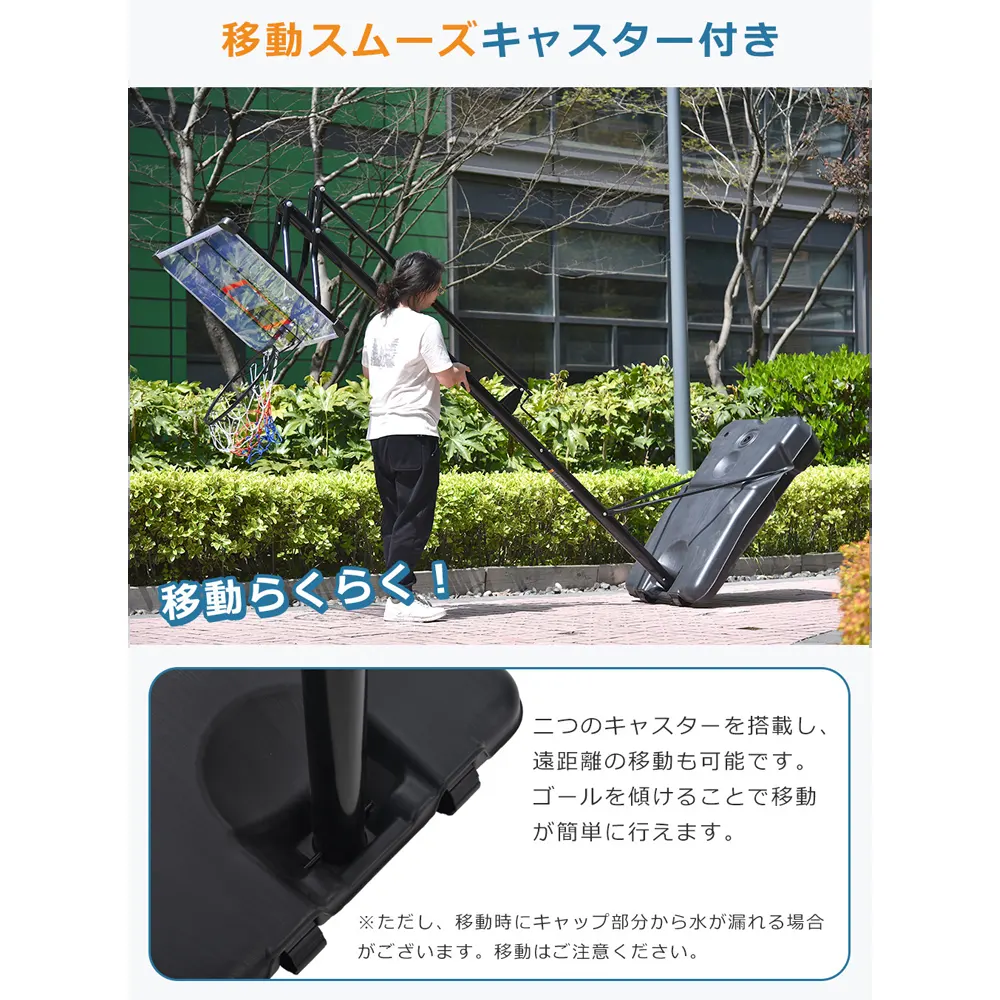 移動スムーズキャスター付き
移動らくらく！
二つのキャスターを搭載し、
遠距離の移動も可能です。
ゴールを傾けることで移動
が簡単に行えます。
※ただし、移動時にキャップ部分から水が漏れる場合
がございます。移動はご注意ください。